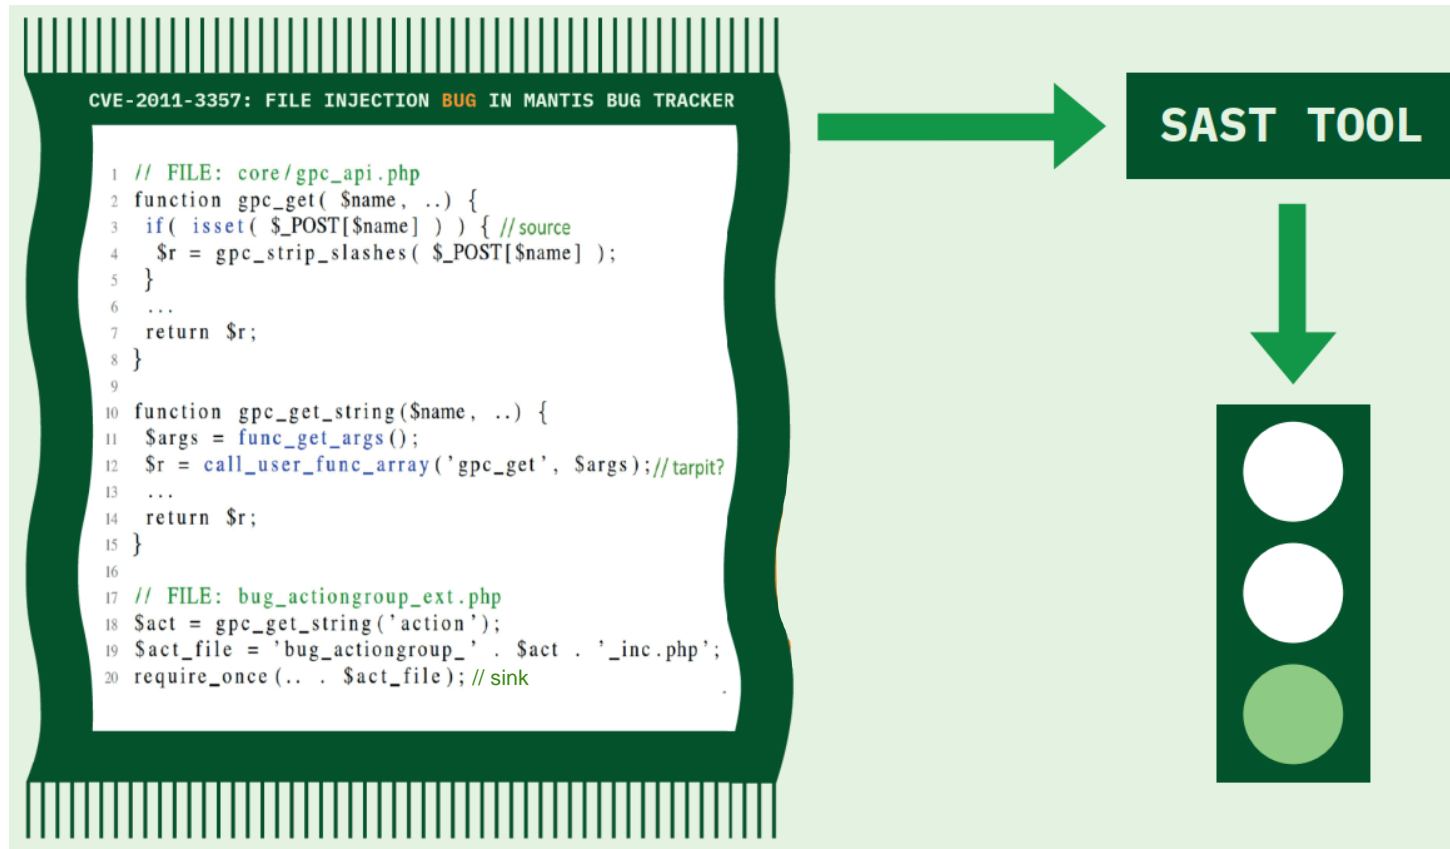 CVE-2011-3357: FILE INJECTION BUG IN MANTIS BUG TRACKER
1 // FILE: core/gpc_api.php
2 function gpc_get( $name, ..) {
3 if( isset( $_POST[$name] ) ) { // source
4 $r = gpc_strip_slashes( $_POST[$name] );
5 }
6 ...
7 return $r;
8 }
9
10 function gpc_get_string($name, ..) {
11 $args = func_get_args();
12 $r = call_user_func_array('gpc_get', $args);// tarpit?
13 ...
14 return $r;
15 }
16
17 // FILE: bug_actiongroup_ext.php
18 $act = gpc_get_string('action');
19 $act_file = 'bug_actiongroup_' . $act . '_inc.php';
20 require_once(.. . $act_file); // sink
SAST TOOL